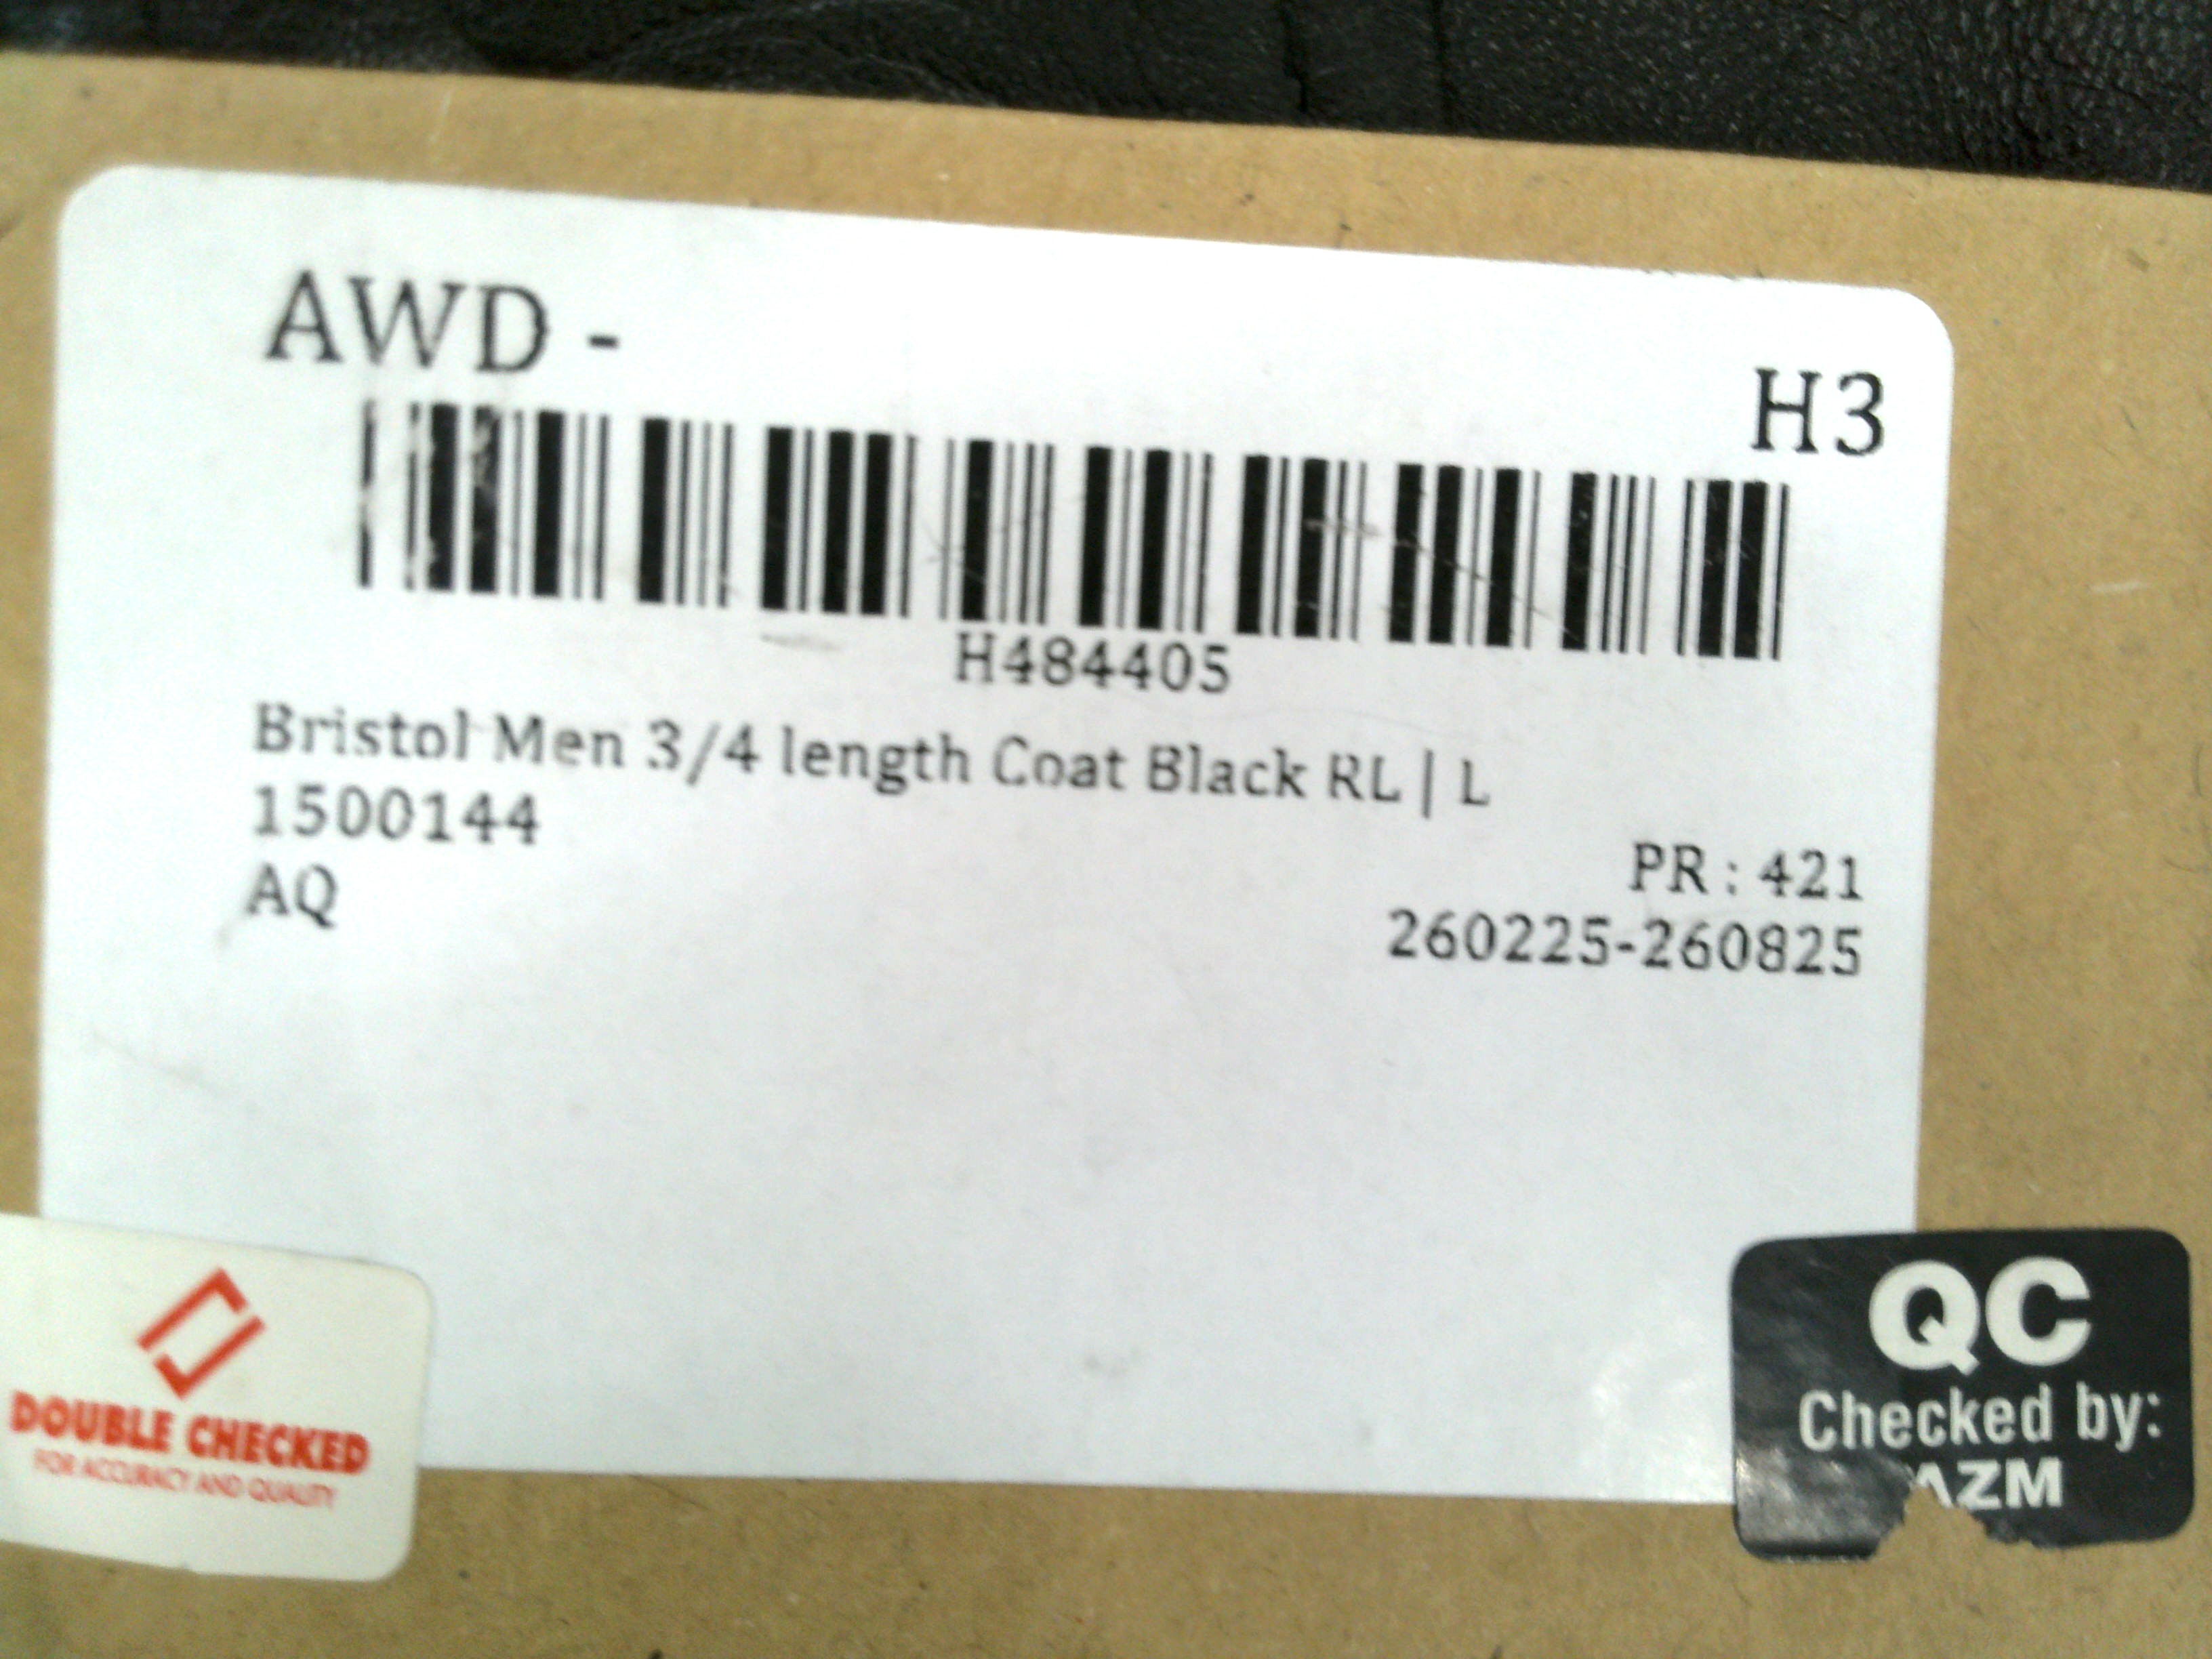 AWD -
H3
H484405
Bristol Men 3/4 length Coat Black RL | L
1500144
PR : 421
AQ
260225-260825
DOUBLE CHECKED
FOR ACCURACY AND QUALITY
QC
Checked by: